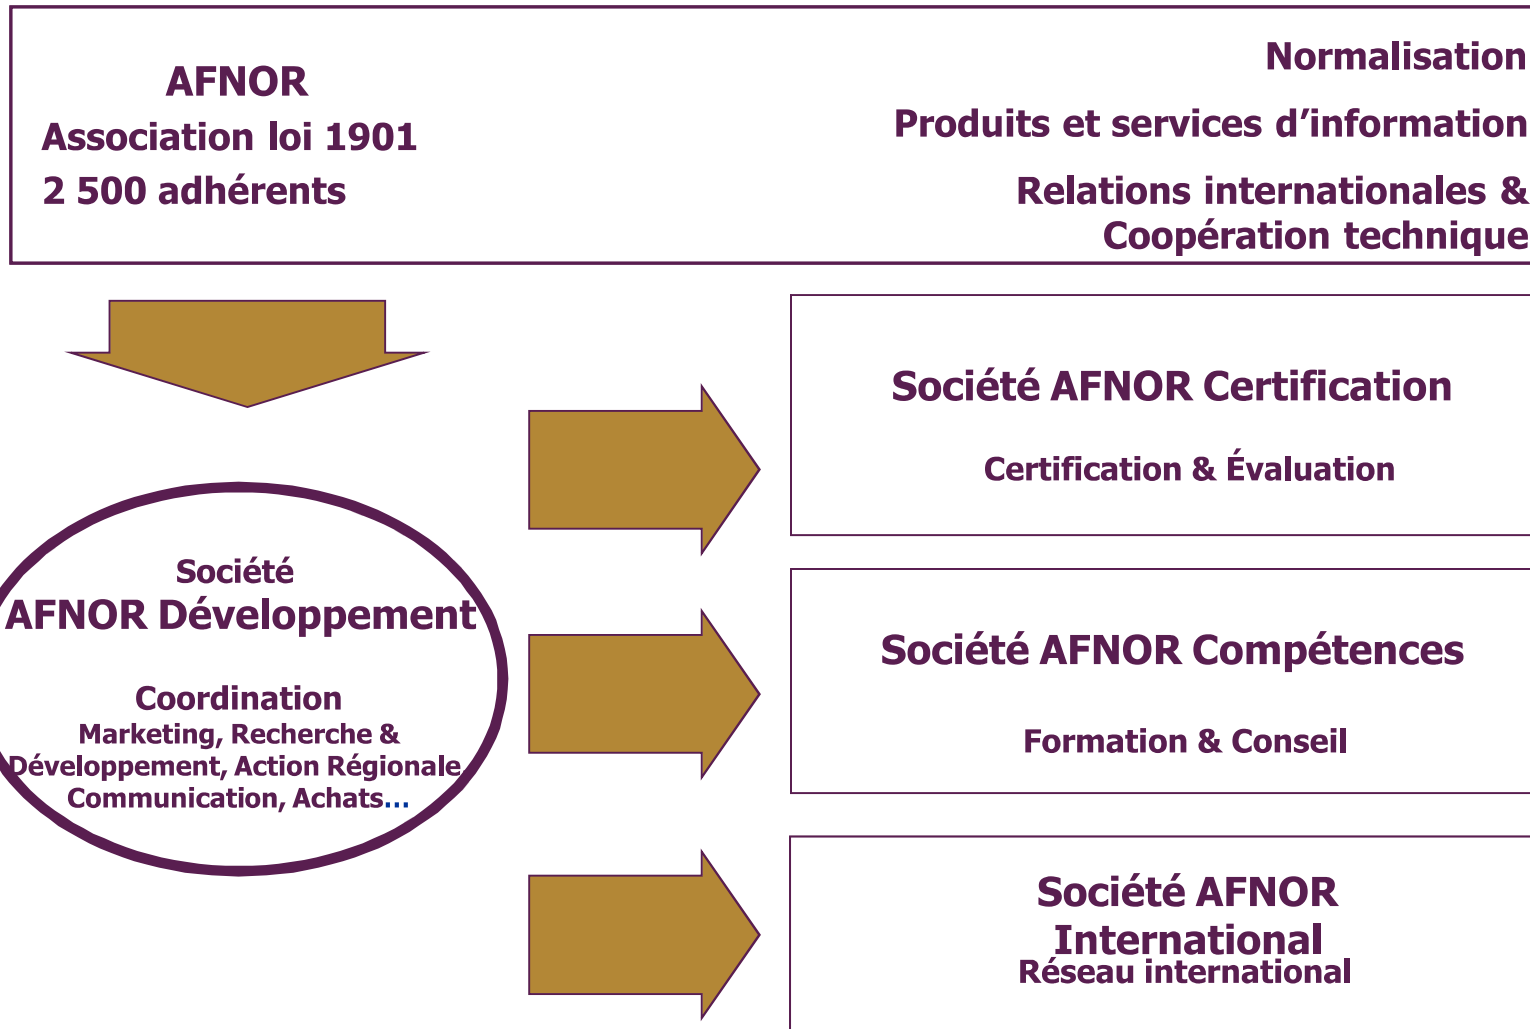 AFNOR
Association loi 1901
2 500 adhérents
Normalisation
Produits et services d’information
Relations internationales &
Coopération technique
Société AFNOR Certification
Certification & Évaluation
Société
AFNOR Développement
Coordination
Marketing, Recherche &
Développement, Action Régionale,
Communication, Achats...
Société AFNOR Compétences
Formation & Conseil
Société AFNOR
International
Réseau international